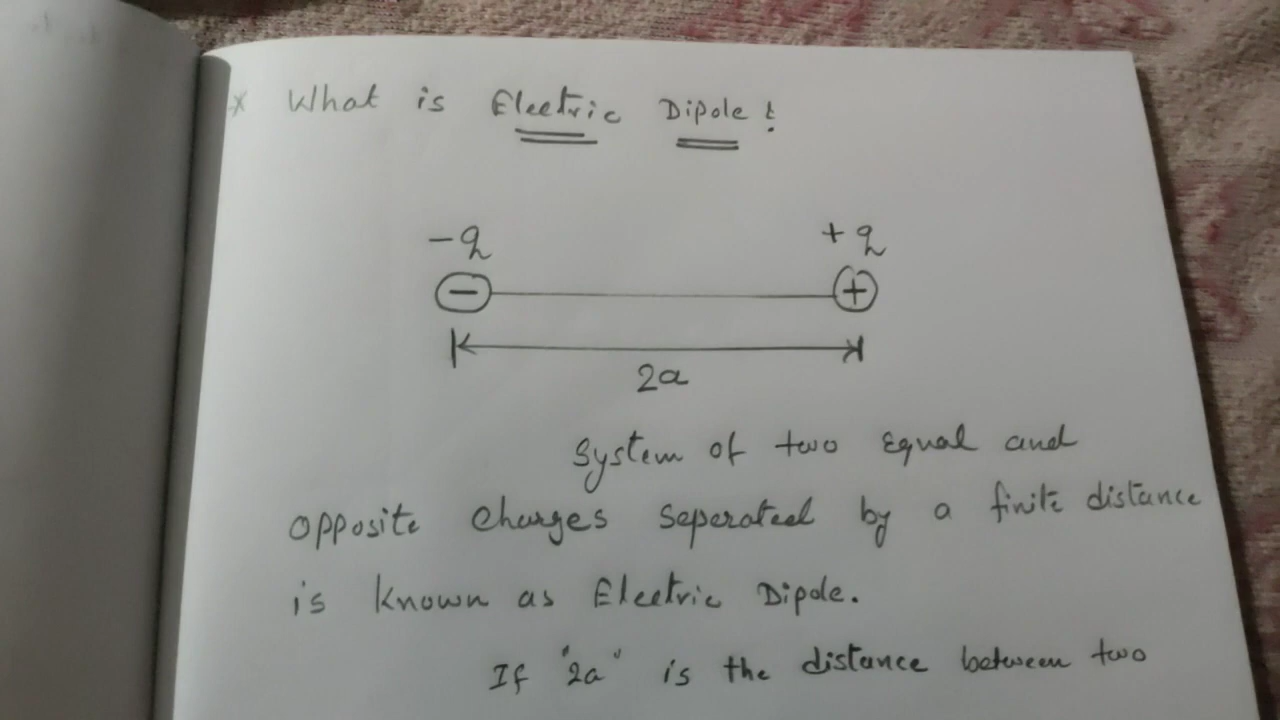 * What is Electric Dipole?
-q +q
− +
2a
System of two equal and
opposite charges seperated by a finite distance
is known as Electric Dipole.
If "2a" is the distance between two